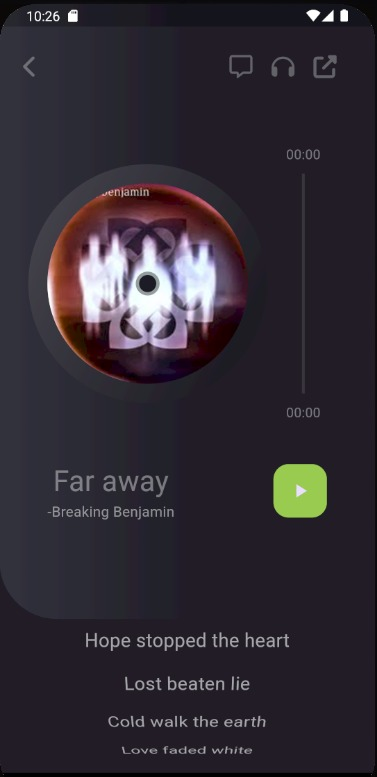 10:26
00:00
Benjamin
00:00
Far away
-Breaking Benjamin
Hope stopped the heart
Lost beaten lie
Cold walk the earth
Love faded white